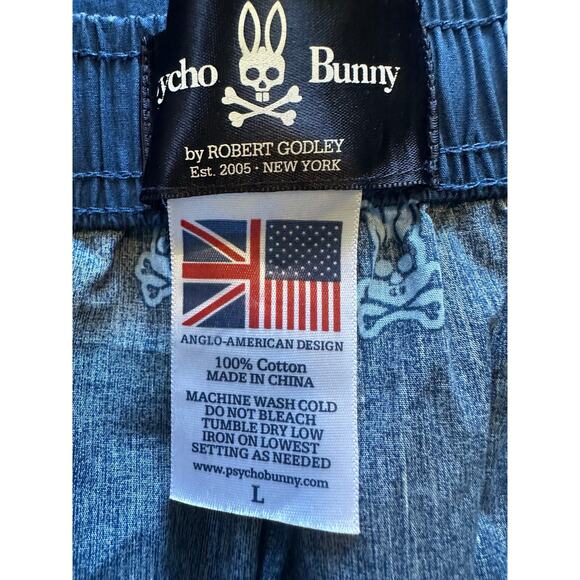 ycho Bunny
by ROBERT GODLEY
Est. 2005 · NEW YORK
ANGLO-AMERICAN DESIGN
100% Cotton
MADE IN CHINA
MACHINE WASH COLD
DO NOT BLEACH
TUMBLE DRY LOW
IRON ON LOWEST
SETTING AS NEEDED
www.psychobunny.com
L